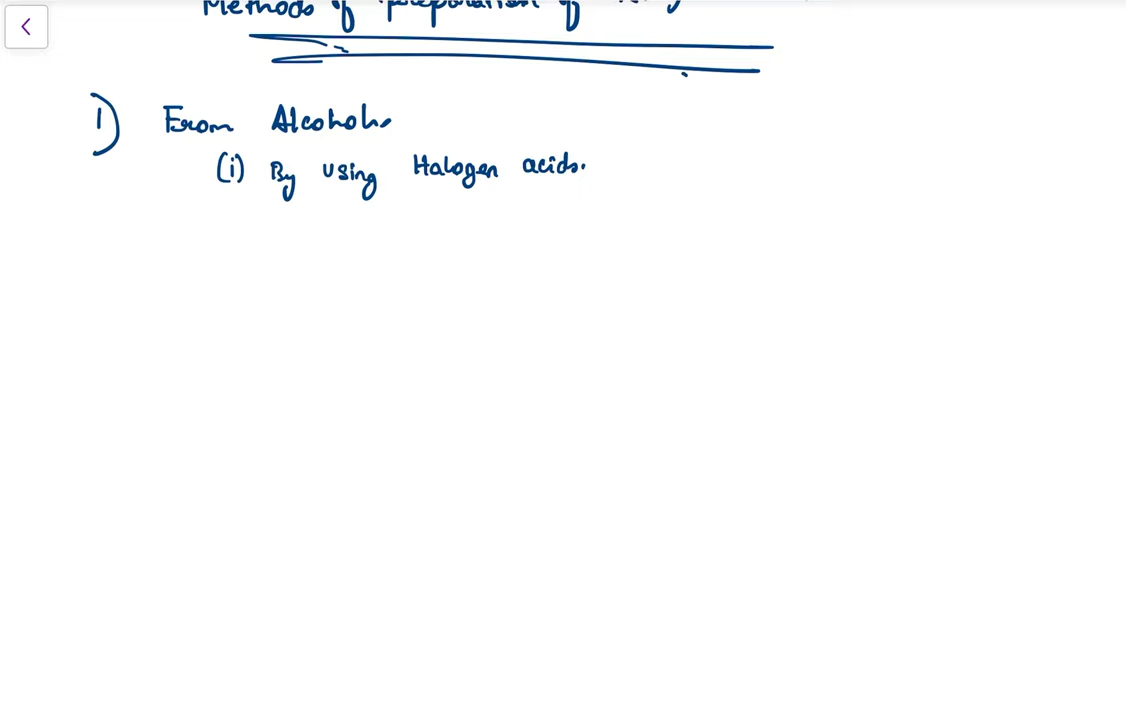 Methods of preparation of
1) From Alcohols
(i) By using Halogen acids.